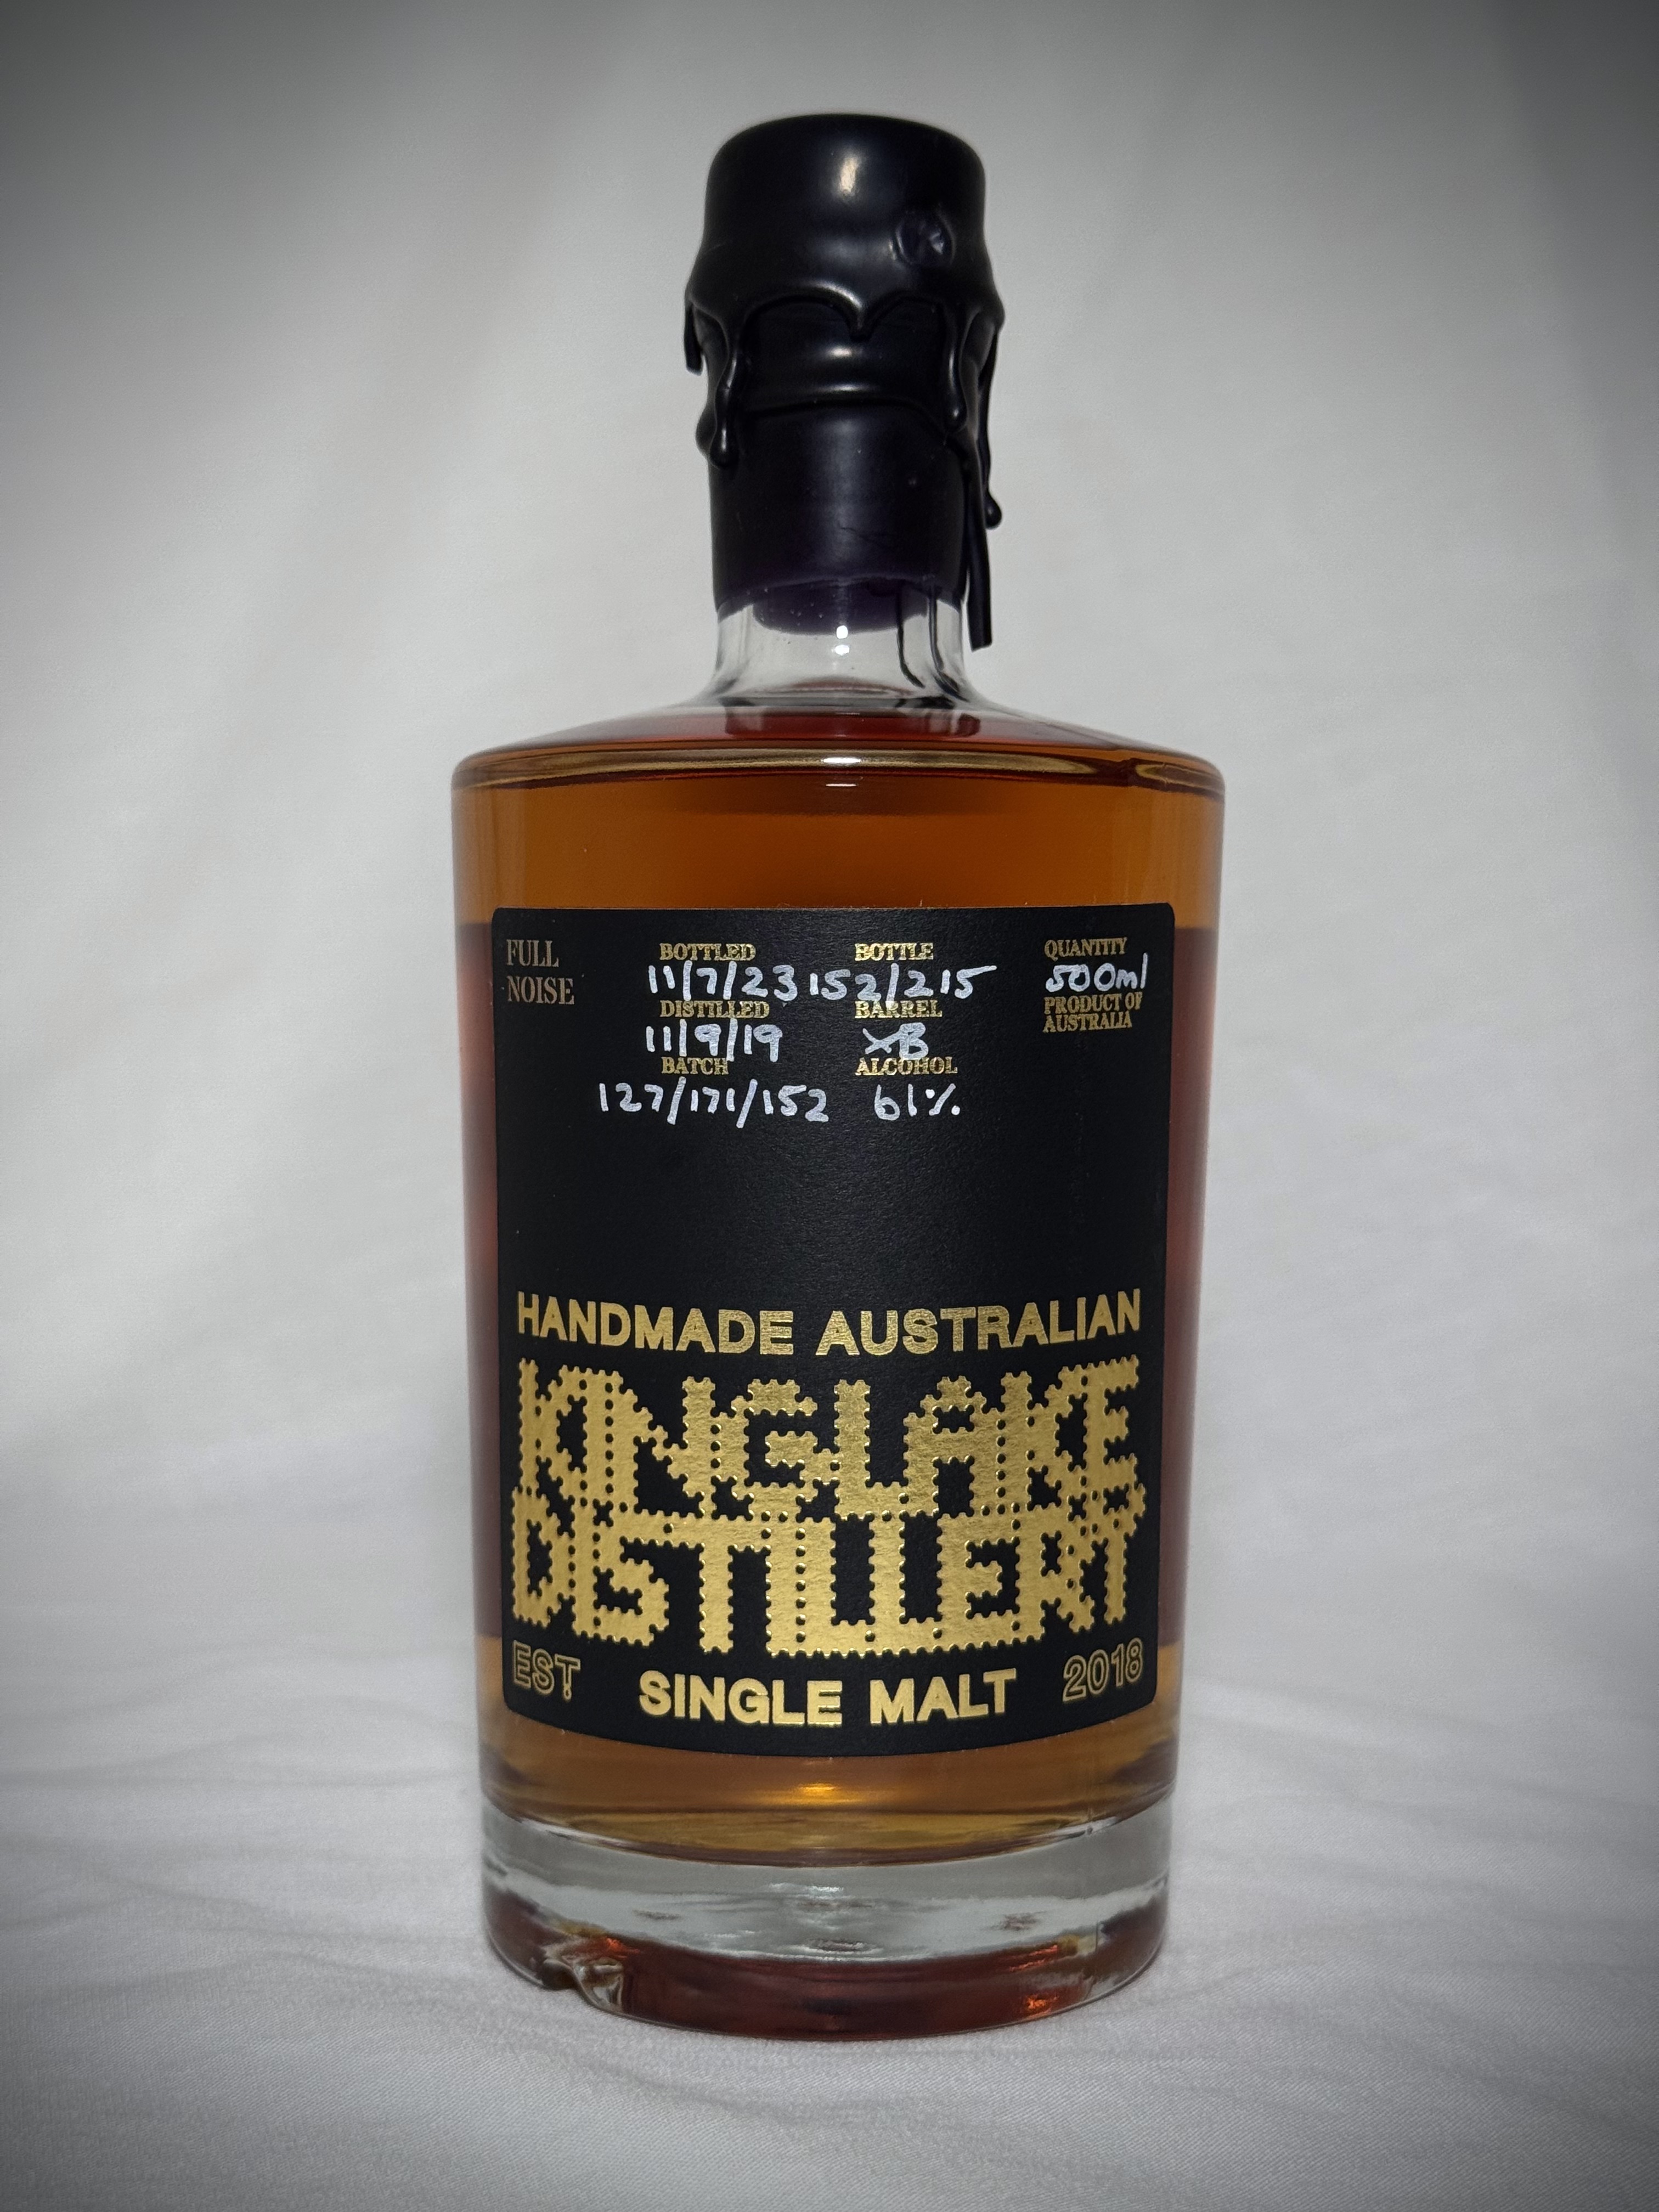 FULL
NOISE
BOTTLED
11/7/23
DISTILLED
11/9/19
BATCH
127/171/152
BOTTLE
152/215
BARREL
XB
ALCOHOL
61%
QUANTITY
500ml
PRODUCT OF
AUSTRALIA
HANDMADE AUSTRALIAN
KINGLAKE
DISTILLERY
EST
SINGLE MALT
2018